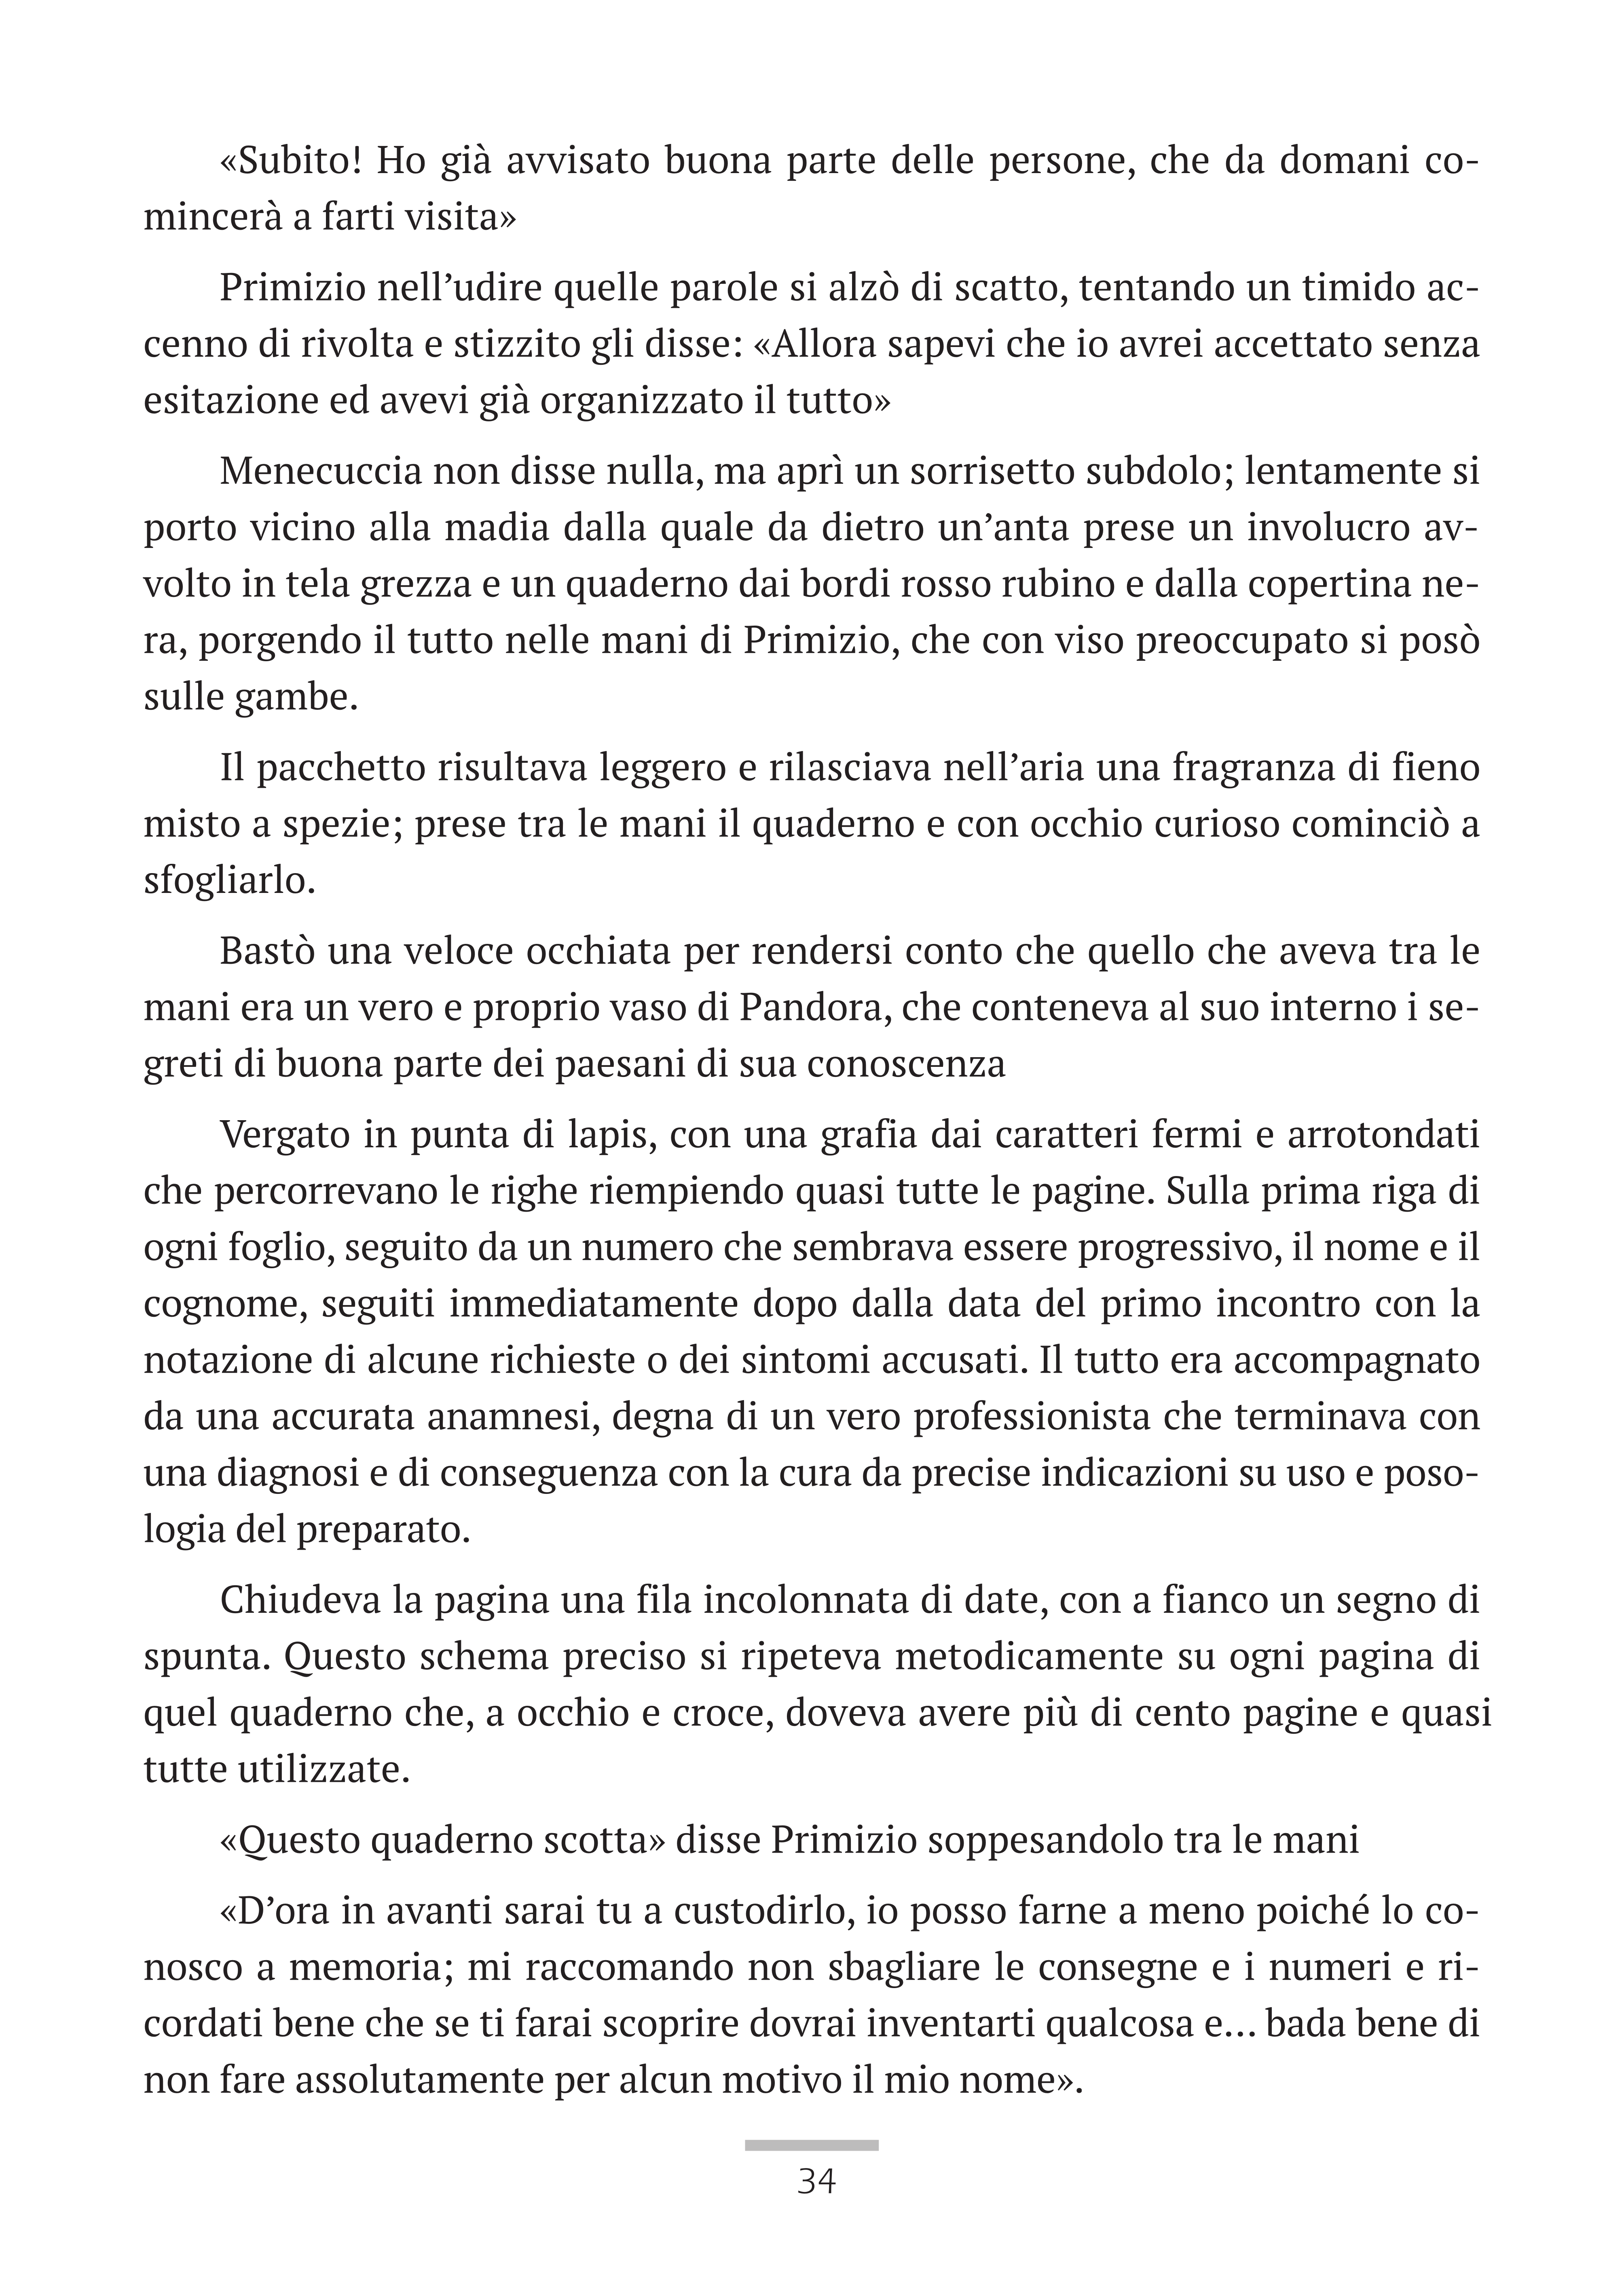 «Subito! Ho già avvisato buona parte delle persone, che da domani co-
mincerà a farti visita»
Primizio nell’udire quelle parole si alzò di scatto, tentando un timido ac-
cenno di rivolta e stizzito gli disse: «Allora sapevi che io avrei accettato senza
esitazione ed avevi già organizzato il tutto»
Menecuccia non disse nulla, ma aprì un sorrisetto subdolo; lentamente si
porto vicino alla madia dalla quale da dietro un’anta prese un involucro av-
volto in tela grezza e un quaderno dai bordi rosso rubino e dalla copertina ne-
ra, porgendo il tutto nelle mani di Primizio, che con viso preoccupato si posò
sulle gambe.
Il pacchetto risultava leggero e rilasciava nell’aria una fragranza di fieno
misto a spezie; prese tra le mani il quaderno e con occhio curioso cominciò a
sfogliarlo.
Bastò una veloce occhiata per rendersi conto che quello che aveva tra le
mani era un vero e proprio vaso di Pandora, che conteneva al suo interno i se-
greti di buona parte dei paesani di sua conoscenza
Vergato in punta di lapis, con una grafia dai caratteri fermi e arrotondati
che percorrevano le righe riempiendo quasi tutte le pagine. Sulla prima riga di
ogni foglio, seguito da un numero che sembrava essere progressivo, il nome e il
cognome, seguiti immediatamente dopo dalla data del primo incontro con la
notazione di alcune richieste o dei sintomi accusati. Il tutto era accompagnato
da una accurata anamnesi, degna di un vero professionista che terminava con
una diagnosi e di conseguenza con la cura da precise indicazioni su uso e poso-
logia del preparato.
Chiudeva la pagina una fila incolonnata di date, con a fianco un segno di
spunta. Questo schema preciso si ripeteva metodicamente su ogni pagina di
quel quaderno che, a occhio e croce, doveva avere più di cento pagine e quasi
tutte utilizzate.
«Questo quaderno scotta» disse Primizio soppesandolo tra le mani
«D’ora in avanti sarai tu a custodirlo, io posso farne a meno poiché lo co-
nosco a memoria; mi raccomando non sbagliare le consegne e i numeri e ri-
cordati bene che se ti farai scoprire dovrai inventarti qualcosa e… bada bene di
non fare assolutamente per alcun motivo il mio nome».
34